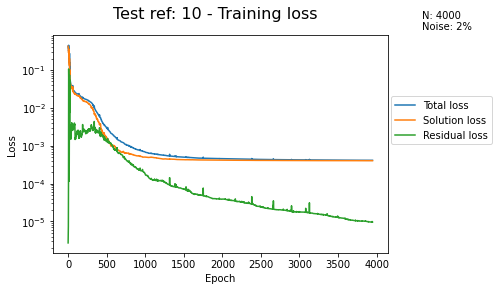 Test ref: 10 - Training loss
N: 4000
Noise: 2%
Total loss
Solution loss
Residual loss
Loss
10⁻¹
10⁻²
10⁻³
10⁻⁴
10⁻⁵
0 500 1000 1500 2000 2500 3000 3500 4000
Epoch